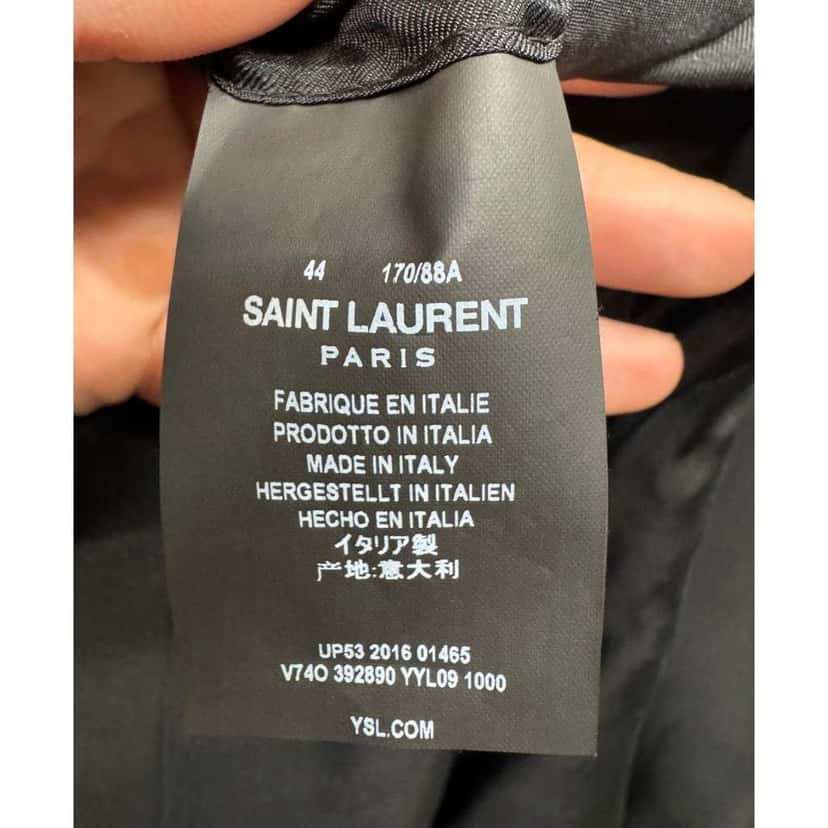 44 170/88A
SAINT LAURENT
PARIS
FABRIQUE EN ITALIE
PRODOTTO IN ITALIA
MADE IN ITALY
HERGESTELLT IN ITALIEN
HECHO EN ITALIA
イタリア製
产地:意大利
UP53 2016 01465
V74O 392890 YYL09 1000
YSL.COM